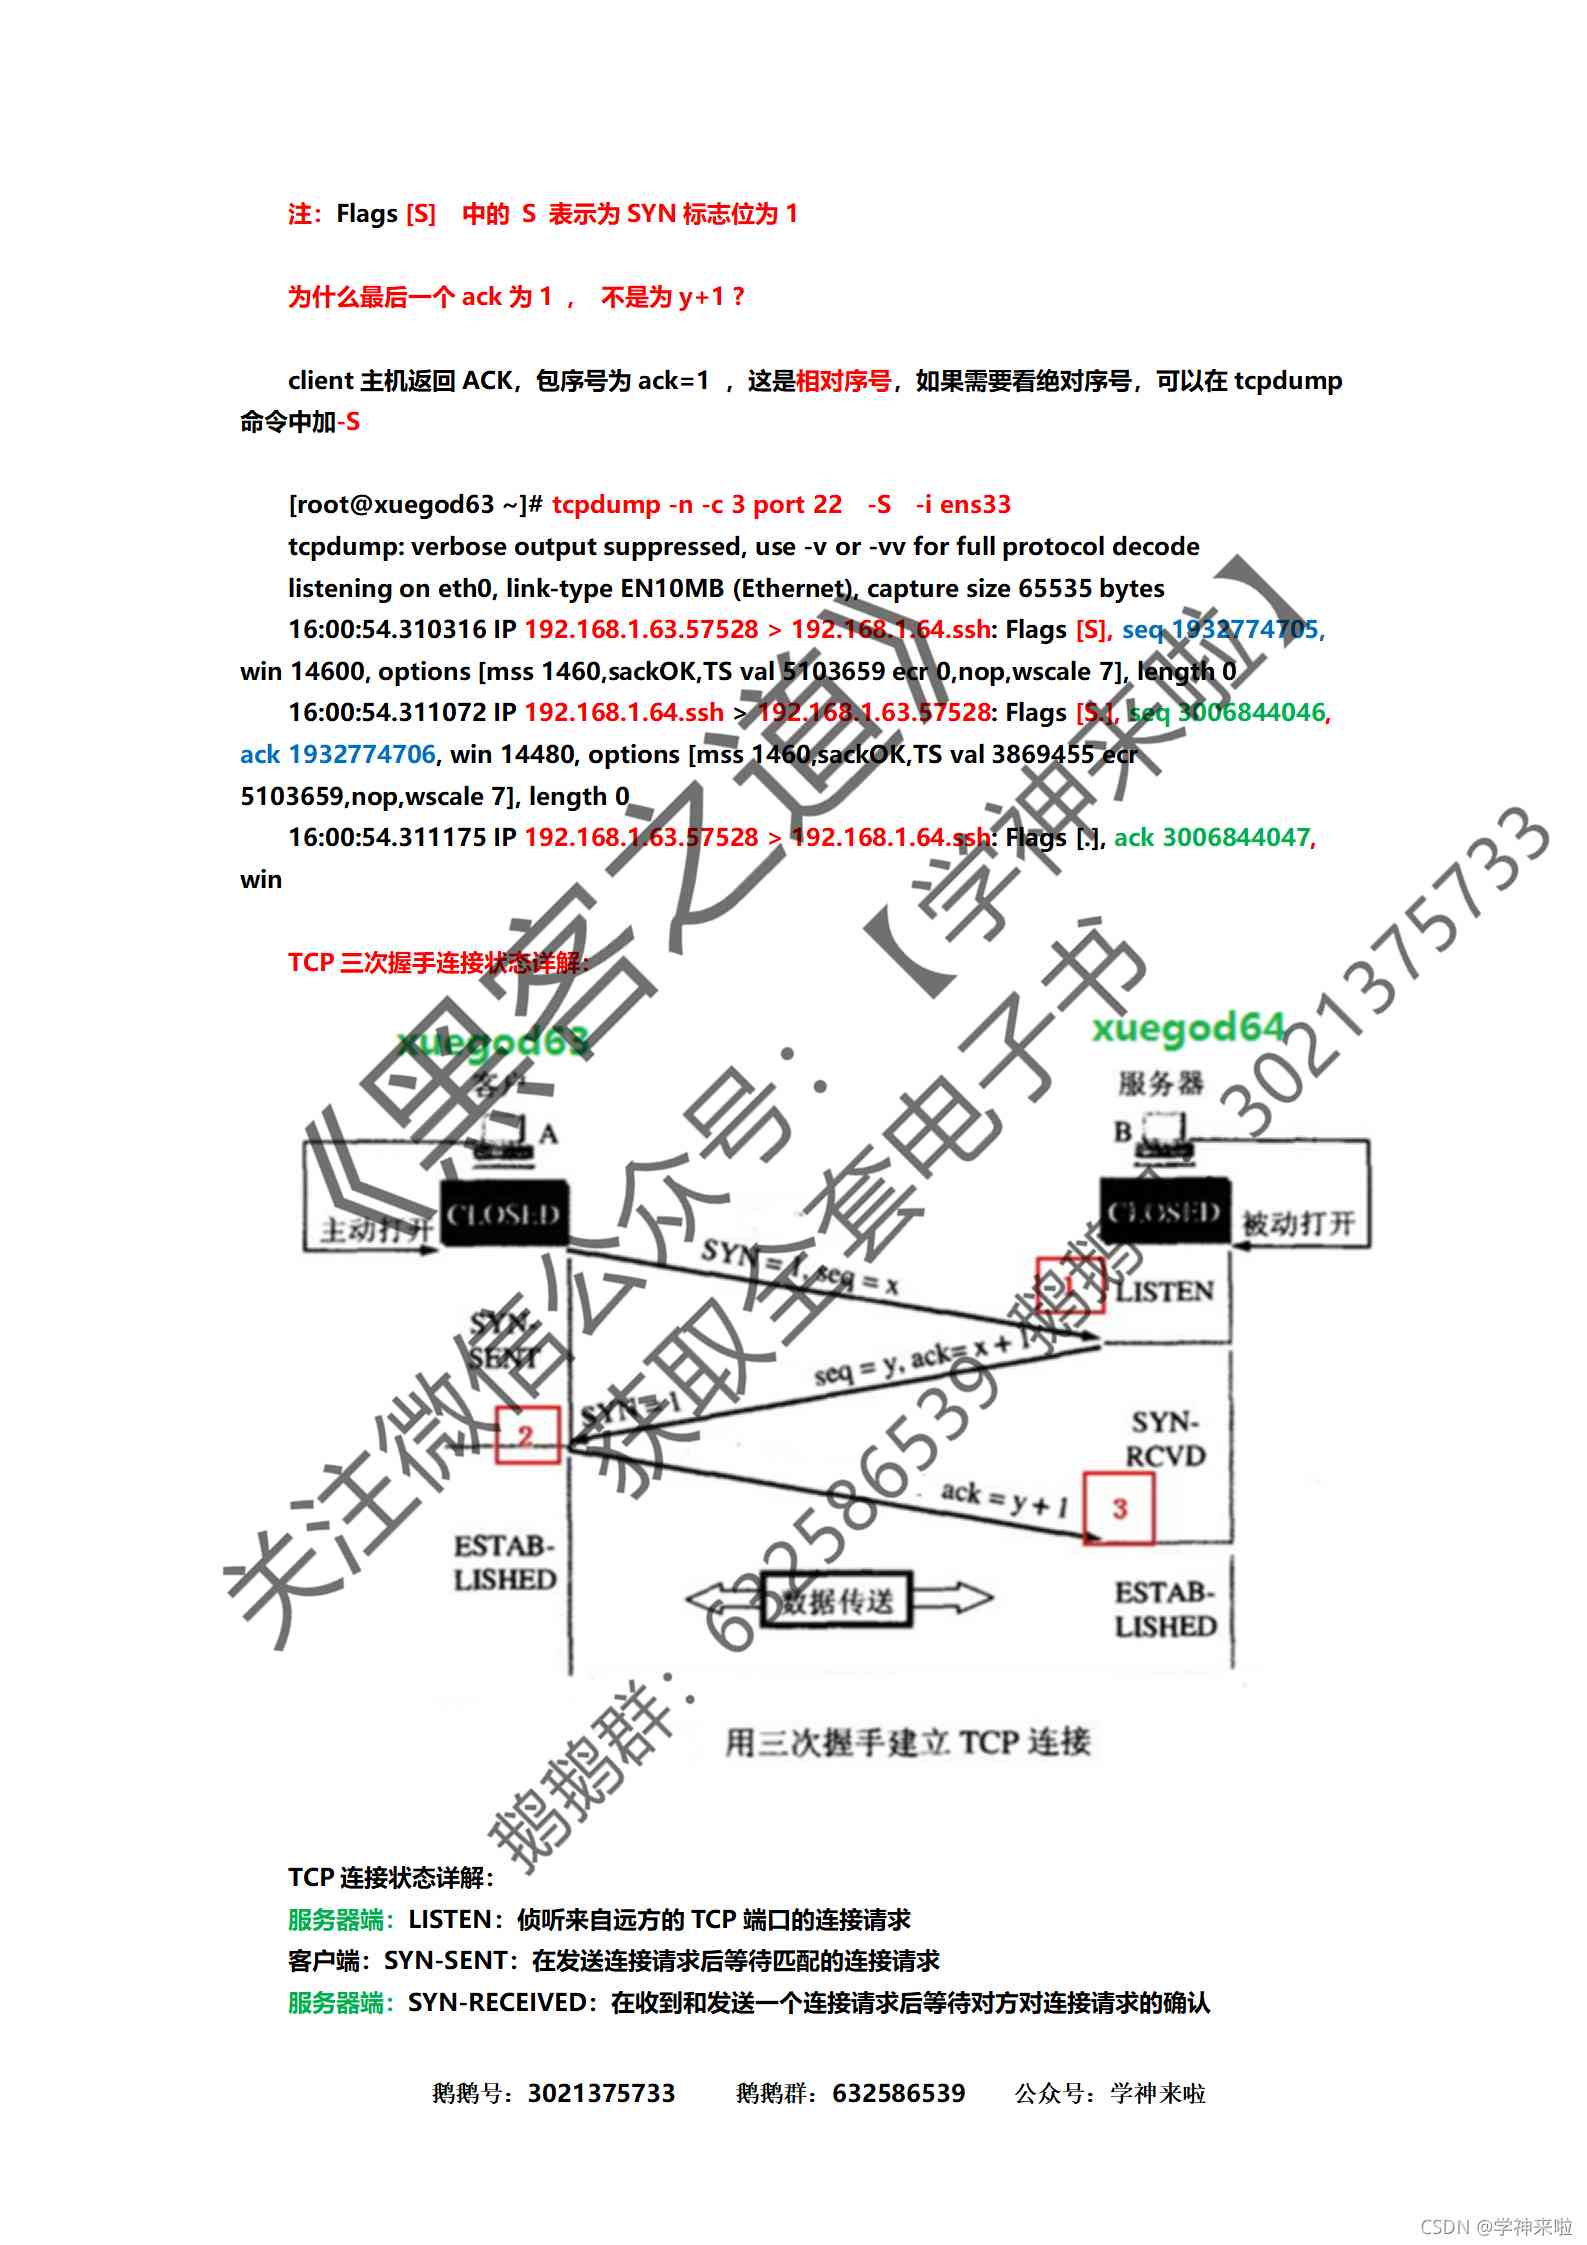 注：Flags [S] 中的 S 表示为 SYN 标志位为 1
为什么最后一个 ack 为 1 ， 不是为 y+1？
client 主机返回 ACK，包序号为 ack=1 ，这是相对序号，如果需要看绝对序号，可以在 tcpdump
命令中加-S
[root@xuegod63 ~]# tcpdump -n -c 3 port 22 -S -i ens33
tcpdump: verbose output suppressed, use -v or -vv for full protocol decode
listening on eth0, link-type EN10MB (Ethernet), capture size 65535 bytes
16:00:54.310316 IP 192.168.1.63.57528 > 192.168.1.64.ssh: Flags [S], seq 1932774705,
win 14600, options [mss 1460,sackOK,TS val 5103659 ecr 0,nop,wscale 7], length 0
16:00:54.311072 IP 192.168.1.64.ssh > 192.168.1.63.57528: Flags [S.], seq 3006844046,
ack 1932774706, win 14480, options [mss 1460,sackOK,TS val 3869455 ecr
5103659,nop,wscale 7], length 0
16:00:54.311175 IP 192.168.1.63.57528 > 192.168.1.64.ssh: Flags [.], ack 3006844047,
win
TCP 三次握手连接状态详解：
xuegod63
xuegod64
客户
服务器
A
B
主动打开
CLOSED
CLOSED
被动打开
SYN = 1, seq = x
1
LISTEN
SYN-
SENT
seq = y, ack= x + 1
SYN = 1
2
SYN-
RCVD
ack = y + 1
3
ESTAB-
LISHED
数据传送
ESTAB-
LISHED
用三次握手建立 TCP 连接
《黑客之道》
关注微信公众号：【学神来啦】
获取全套电子书
鹅鹅群：632586539 鹅鹅号：3021375733
TCP 连接状态详解：
服务器端：LISTEN：侦听来自远方的 TCP 端口的连接请求
客户端：SYN-SENT：在发送连接请求后等待匹配的连接请求
服务器端：SYN-RECEIVED：在收到和发送一个连接请求后等待对方对连接请求的确认
鹅鹅号：3021375733 鹅鹅群：632586539 公众号：学神来啦
CSDN @学神来啦